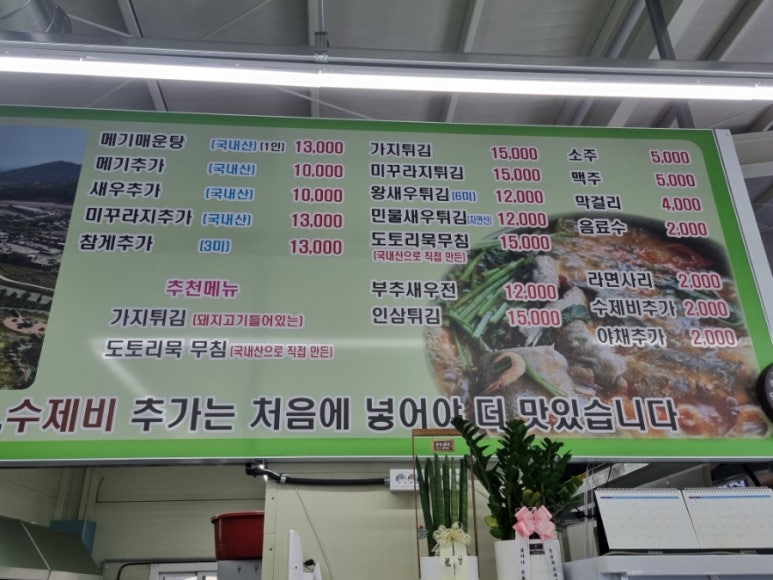 메기매운탕 (국내산) (1인) 13,000
메기추가 (국내산) 10,000
새우추가 (국내산) 10,000
미꾸라지추가 (국내산) 13,000
참게추가 (3미) 13,000
추천메뉴
가지튀김 (돼지고기들어있는)
도토리묵 무침 (국내산으로 직접 만든)
가지튀김 15,000
미꾸라지튀김 15,000
왕새우튀김 (6미) 12,000
민물새우튀김 (자연산) 12,000
도토리묵무침 15,000
(국내산으로 직접 만든)
부추새우전 12,000
인삼튀김 15,000
소주 5,000
맥주 5,000
막걸리 4,000
음료수 2,000
라면사리 2,000
수제비추가 2,000
야채추가 2,000
수제비 추가는 처음에 넣어야 더 맛있습니다